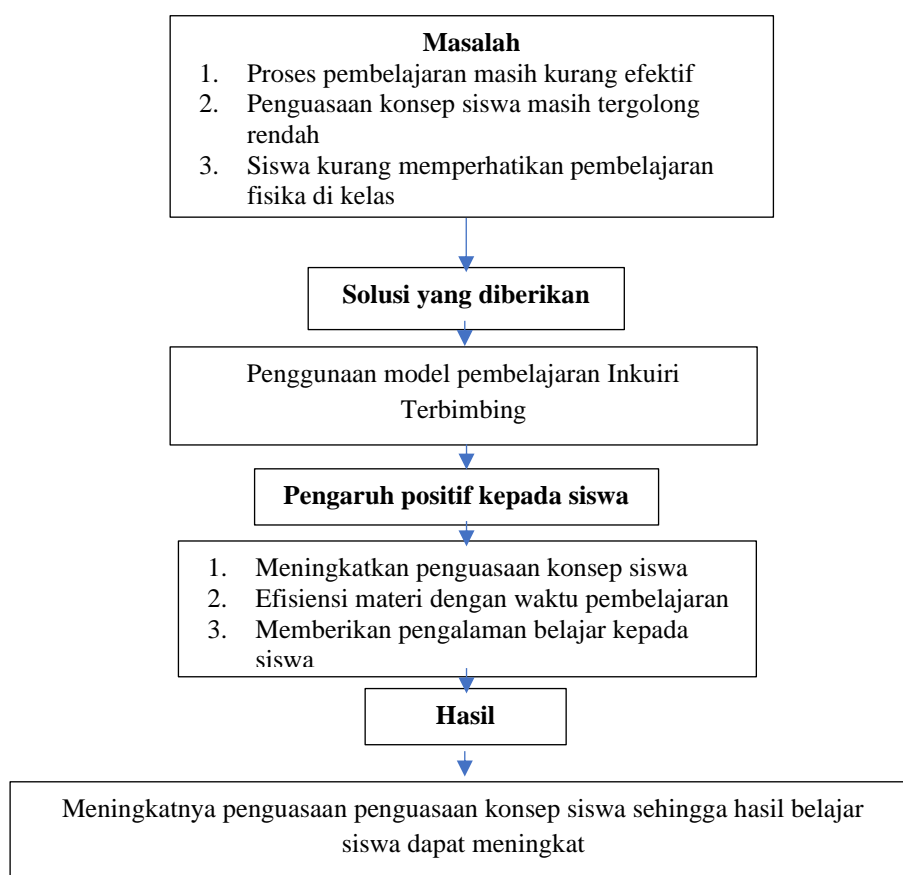 Masalah
1. Proses pembelajaran masih kurang efektif
2. Penguasaan konsep siswa masih tergolong
rendah
3. Siswa kurang memperhatikan pembelajaran
fisika di kelas
Solusi yang diberikan
Penggunaan model pembelajaran Inkuiri
Terbimbing
Pengaruh positif kepada siswa
1. Meningkatkan penguasaan konsep siswa
2. Efisiensi materi dengan waktu pembelajaran
3. Memberikan pengalaman belajar kepada
siswa
Hasil
Meningkatnya penguasaan penguasaan konsep siswa sehingga hasil belajar
siswa dapat meningkat